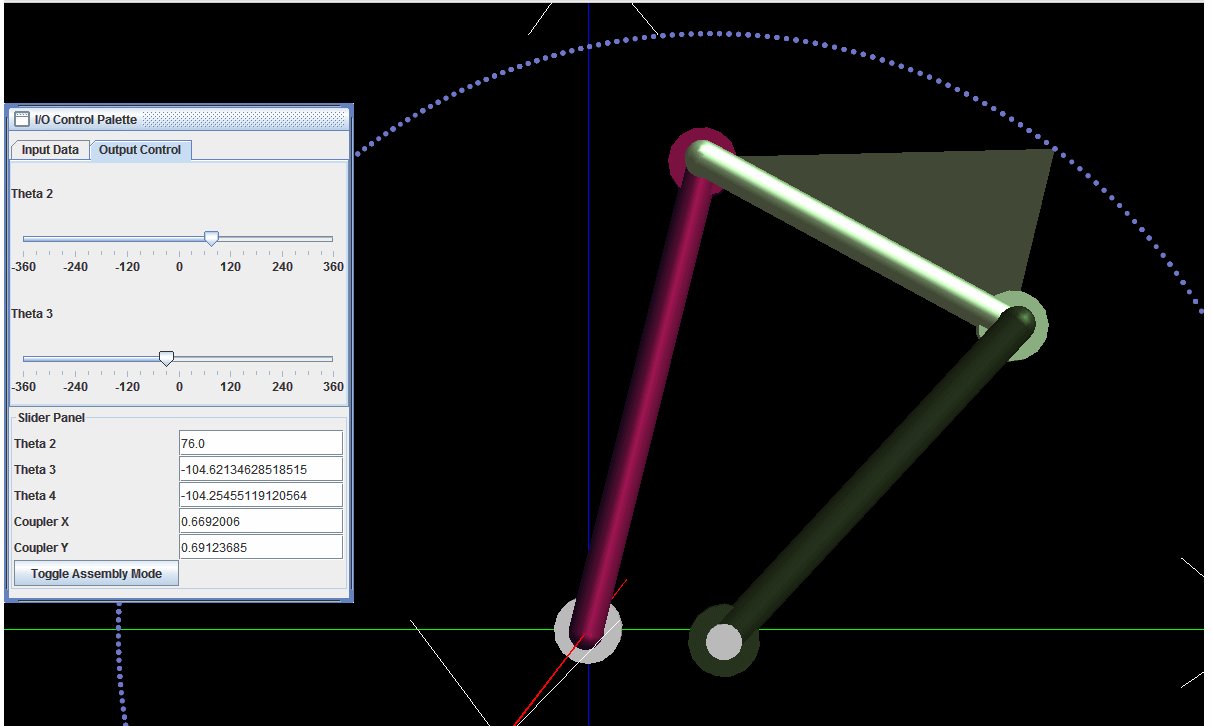 I/O Control Palette
Input Data Output Control
Theta 2
-360 -240 -120 0 120 240 360
Theta 3
-360 -240 -120 0 120 240 360
Slider Panel
Theta 2 76.0
Theta 3 -104.62134628518515
Theta 4 -104.25455119120564
Coupler X 0.6692006
Coupler Y 0.69123685
Toggle Assembly Mode